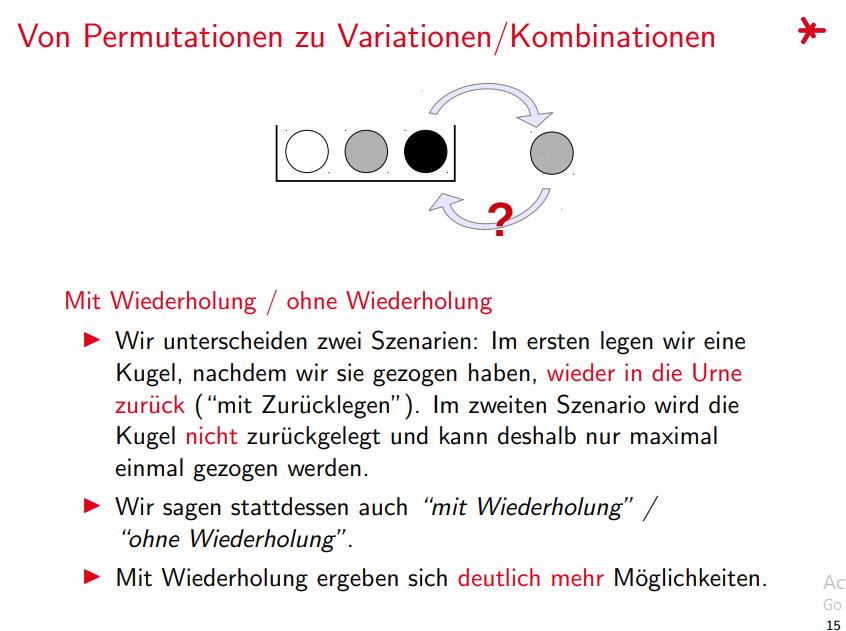 Von Permutationen zu Variationen/Kombinationen
?
Mit Wiederholung / ohne Wiederholung
Wir unterscheiden zwei Szenarien: Im ersten legen wir eine
Kugel, nachdem wir sie gezogen haben, wieder in die Urne
zurück (“mit Zurücklegen”). Im zweiten Szenario wird die
Kugel nicht zurückgelegt und kann deshalb nur maximal
einmal gezogen werden.
Wir sagen stattdessen auch “mit Wiederholung” /
“ohne Wiederholung”.
Mit Wiederholung ergeben sich deutlich mehr Möglichkeiten.
Ac
Go
15